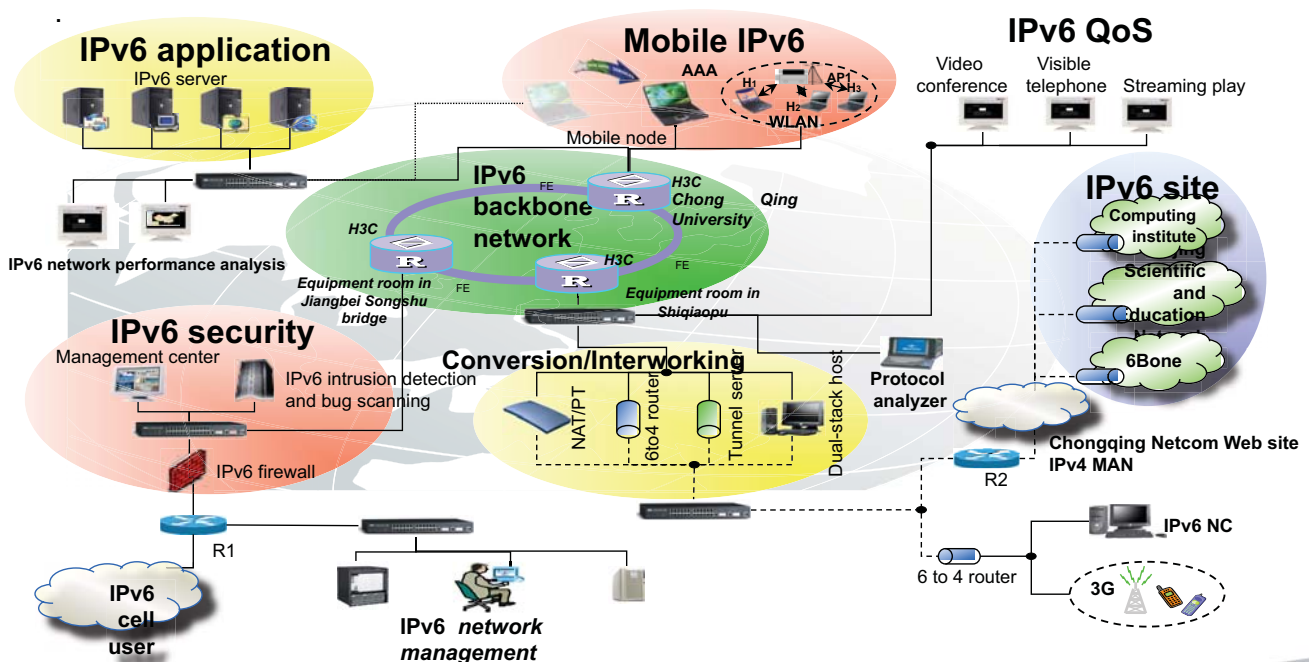 .
IPv6 application
IPv6 server
Mobile IPv6
AAA
H1
AP1
H3
H2
WLAN
Mobile node
IPv6 QoS
Video
conference
Visible
telephone
Streaming play
IPv6 network performance analysis
IPv6
backbone
network
FE
H3C
Chong Qing
University
H3C
R
R
H3C
R
FE
FE
Equipment room in
Jiangbei Songshu
bridge
Equipment room in
Shiqiaopu
IPv6 site
Computing
institute
Scientific
and
6Bone
IPv6 security
Management center
IPv6 intrusion detection
and bug scanning
IPv6 firewall
R1
IPv6
cell
user
IPv6 network
management
Conversion/Interworking
NAT/PT
6to4 router
Tunnel server
Dual-stack host
Protocol
analyzer
Chongqing Netcom Web site
IPv4 MAN
R2
IPv6 NC
6 to 4 router
3G